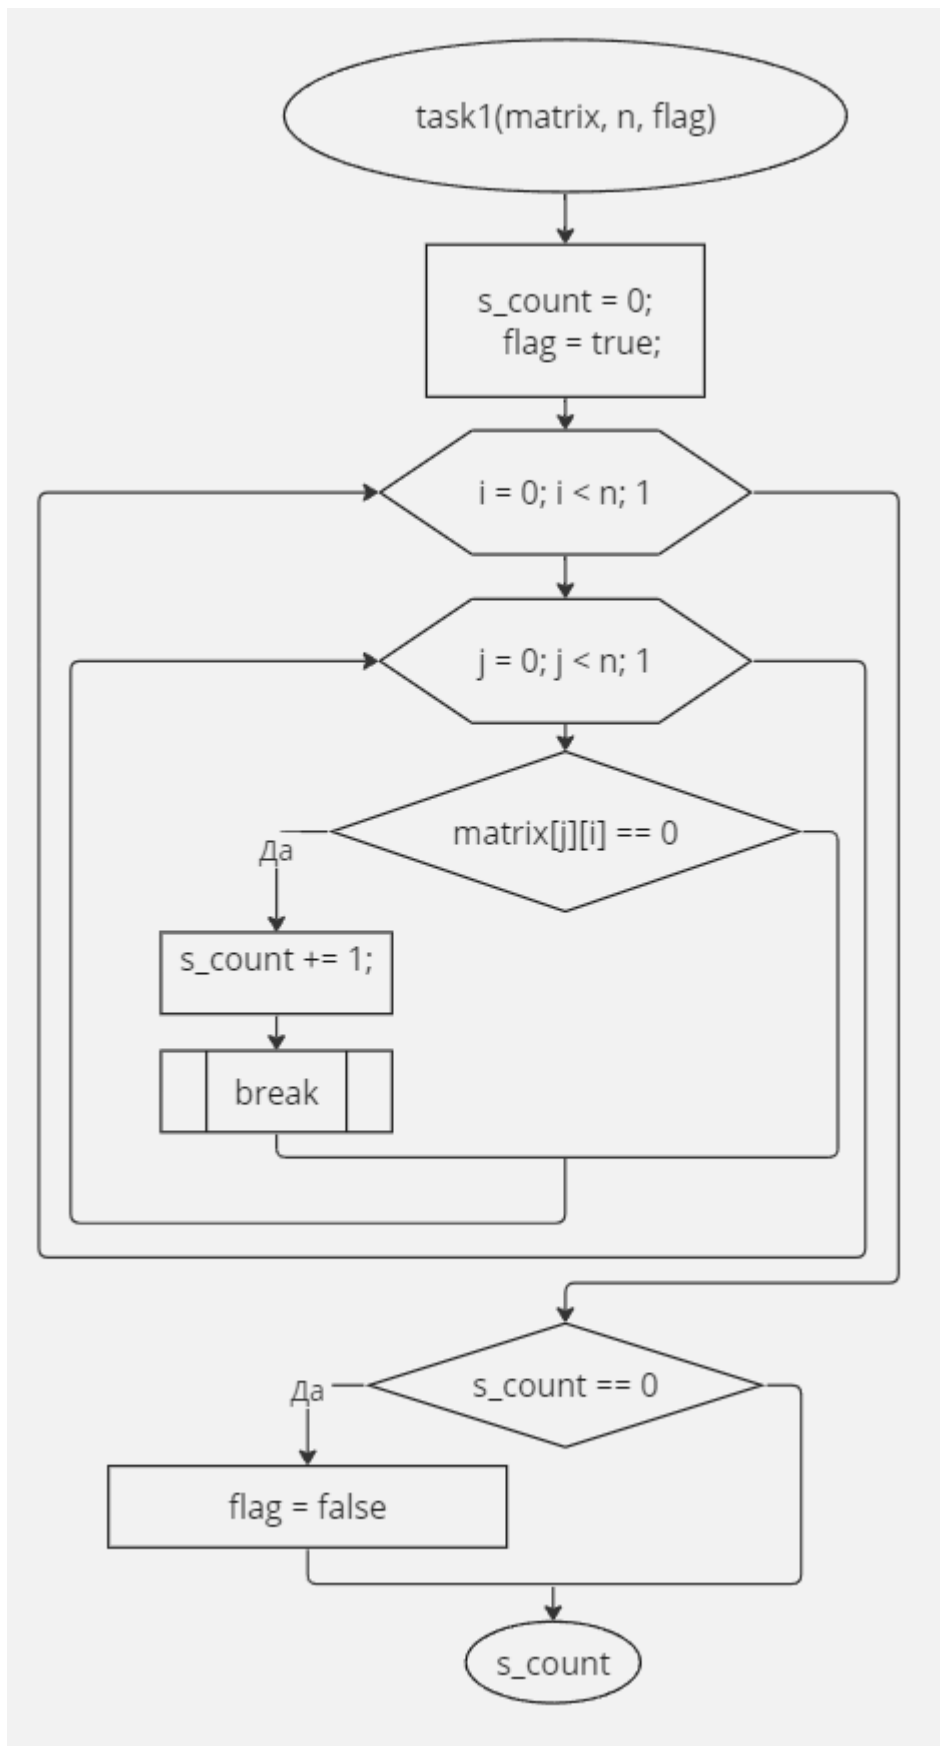 task1(matrix, n, flag)
s_count = 0;
flag = true;
i = 0; i < n; 1
j = 0; j < n; 1
matrix[j][i] == 0
Да
s_count += 1;
break
s_count == 0
Да
flag = false
s_count